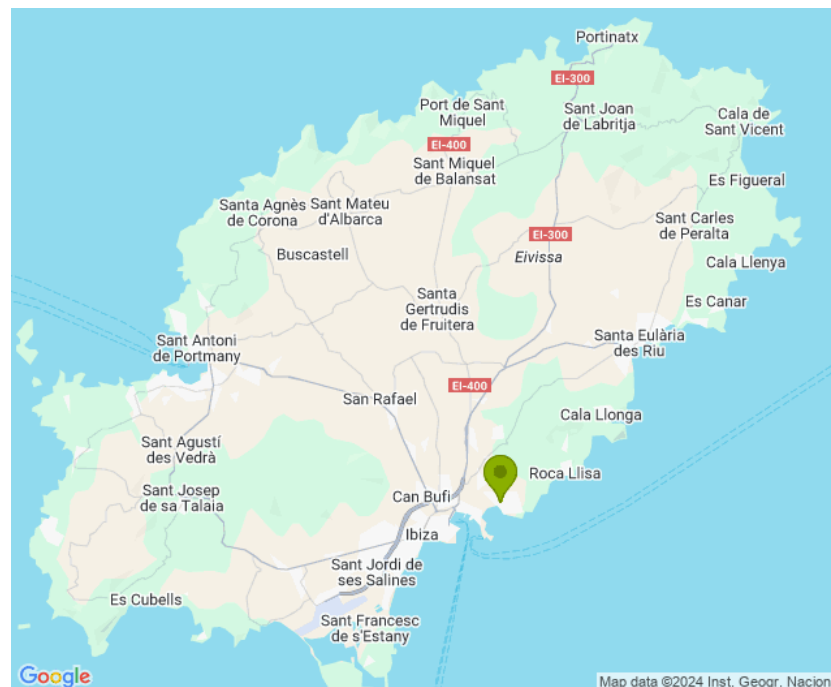 Portinatx
EI-300
Port de Sant
Miquel
Sant Joan
de Labritja
Cala de
Sant Vicent
EI-400
Sant Miquel
de Balansat
Es Figueral
Santa Agnès
de Corona
Sant Mateu
d'Albarca
Sant Carles
de Peralta
EI-300
Buscastell
Eivissa
Cala Llenya
Santa
Gertrudis
de Fruitera
Es Canar
Sant Antoni
de Portmany
Santa Eulària
des Riu
EI-400
San Rafael
Cala Llonga
Sant Agustí
des Vedrà
Roca Llisa
Sant Josep
de sa Talaia
Can Bufi
Ibiza
Sant Jordi de
ses Salines
Es Cubells
Sant Francesc
de s'Estany
Google
Map data ©2024 Inst. Geogr. Nacion